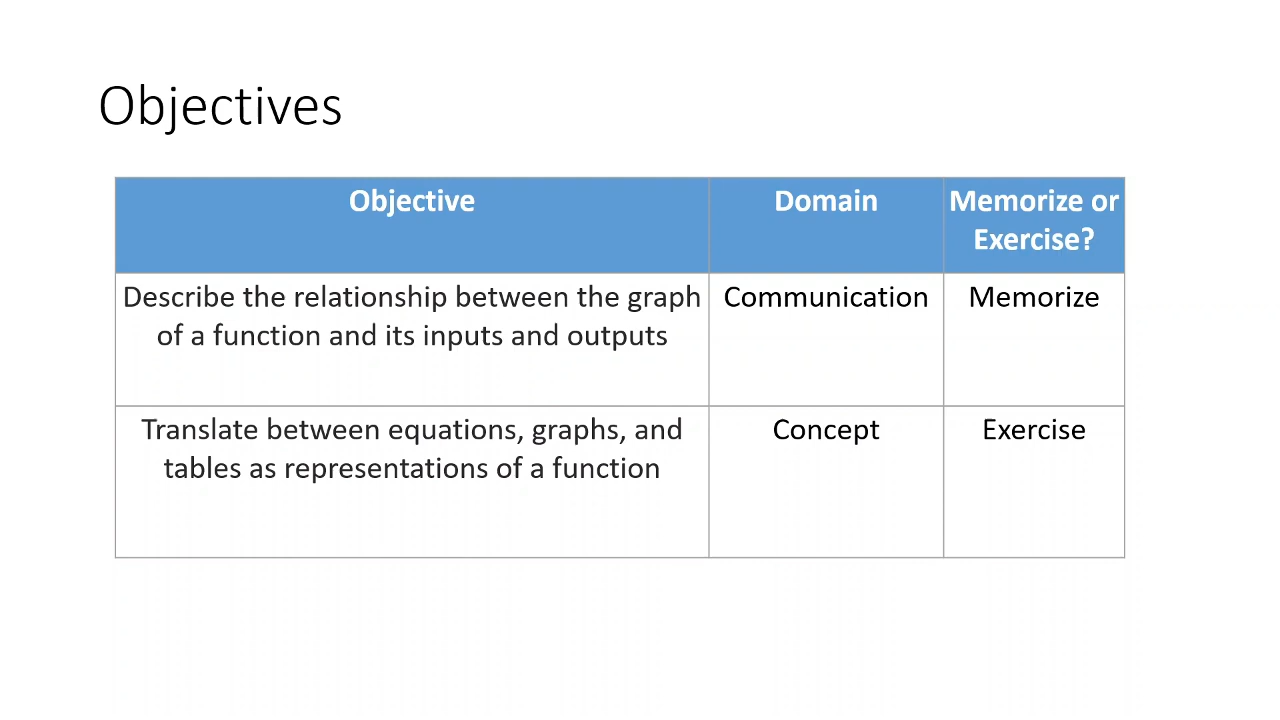 Objectives
Objective
Domain
Memorize or
Exercise?
Describe the relationship between the graph
of a function and its inputs and outputs
Communication
Memorize
Translate between equations, graphs, and
tables as representations of a function
Concept
Exercise